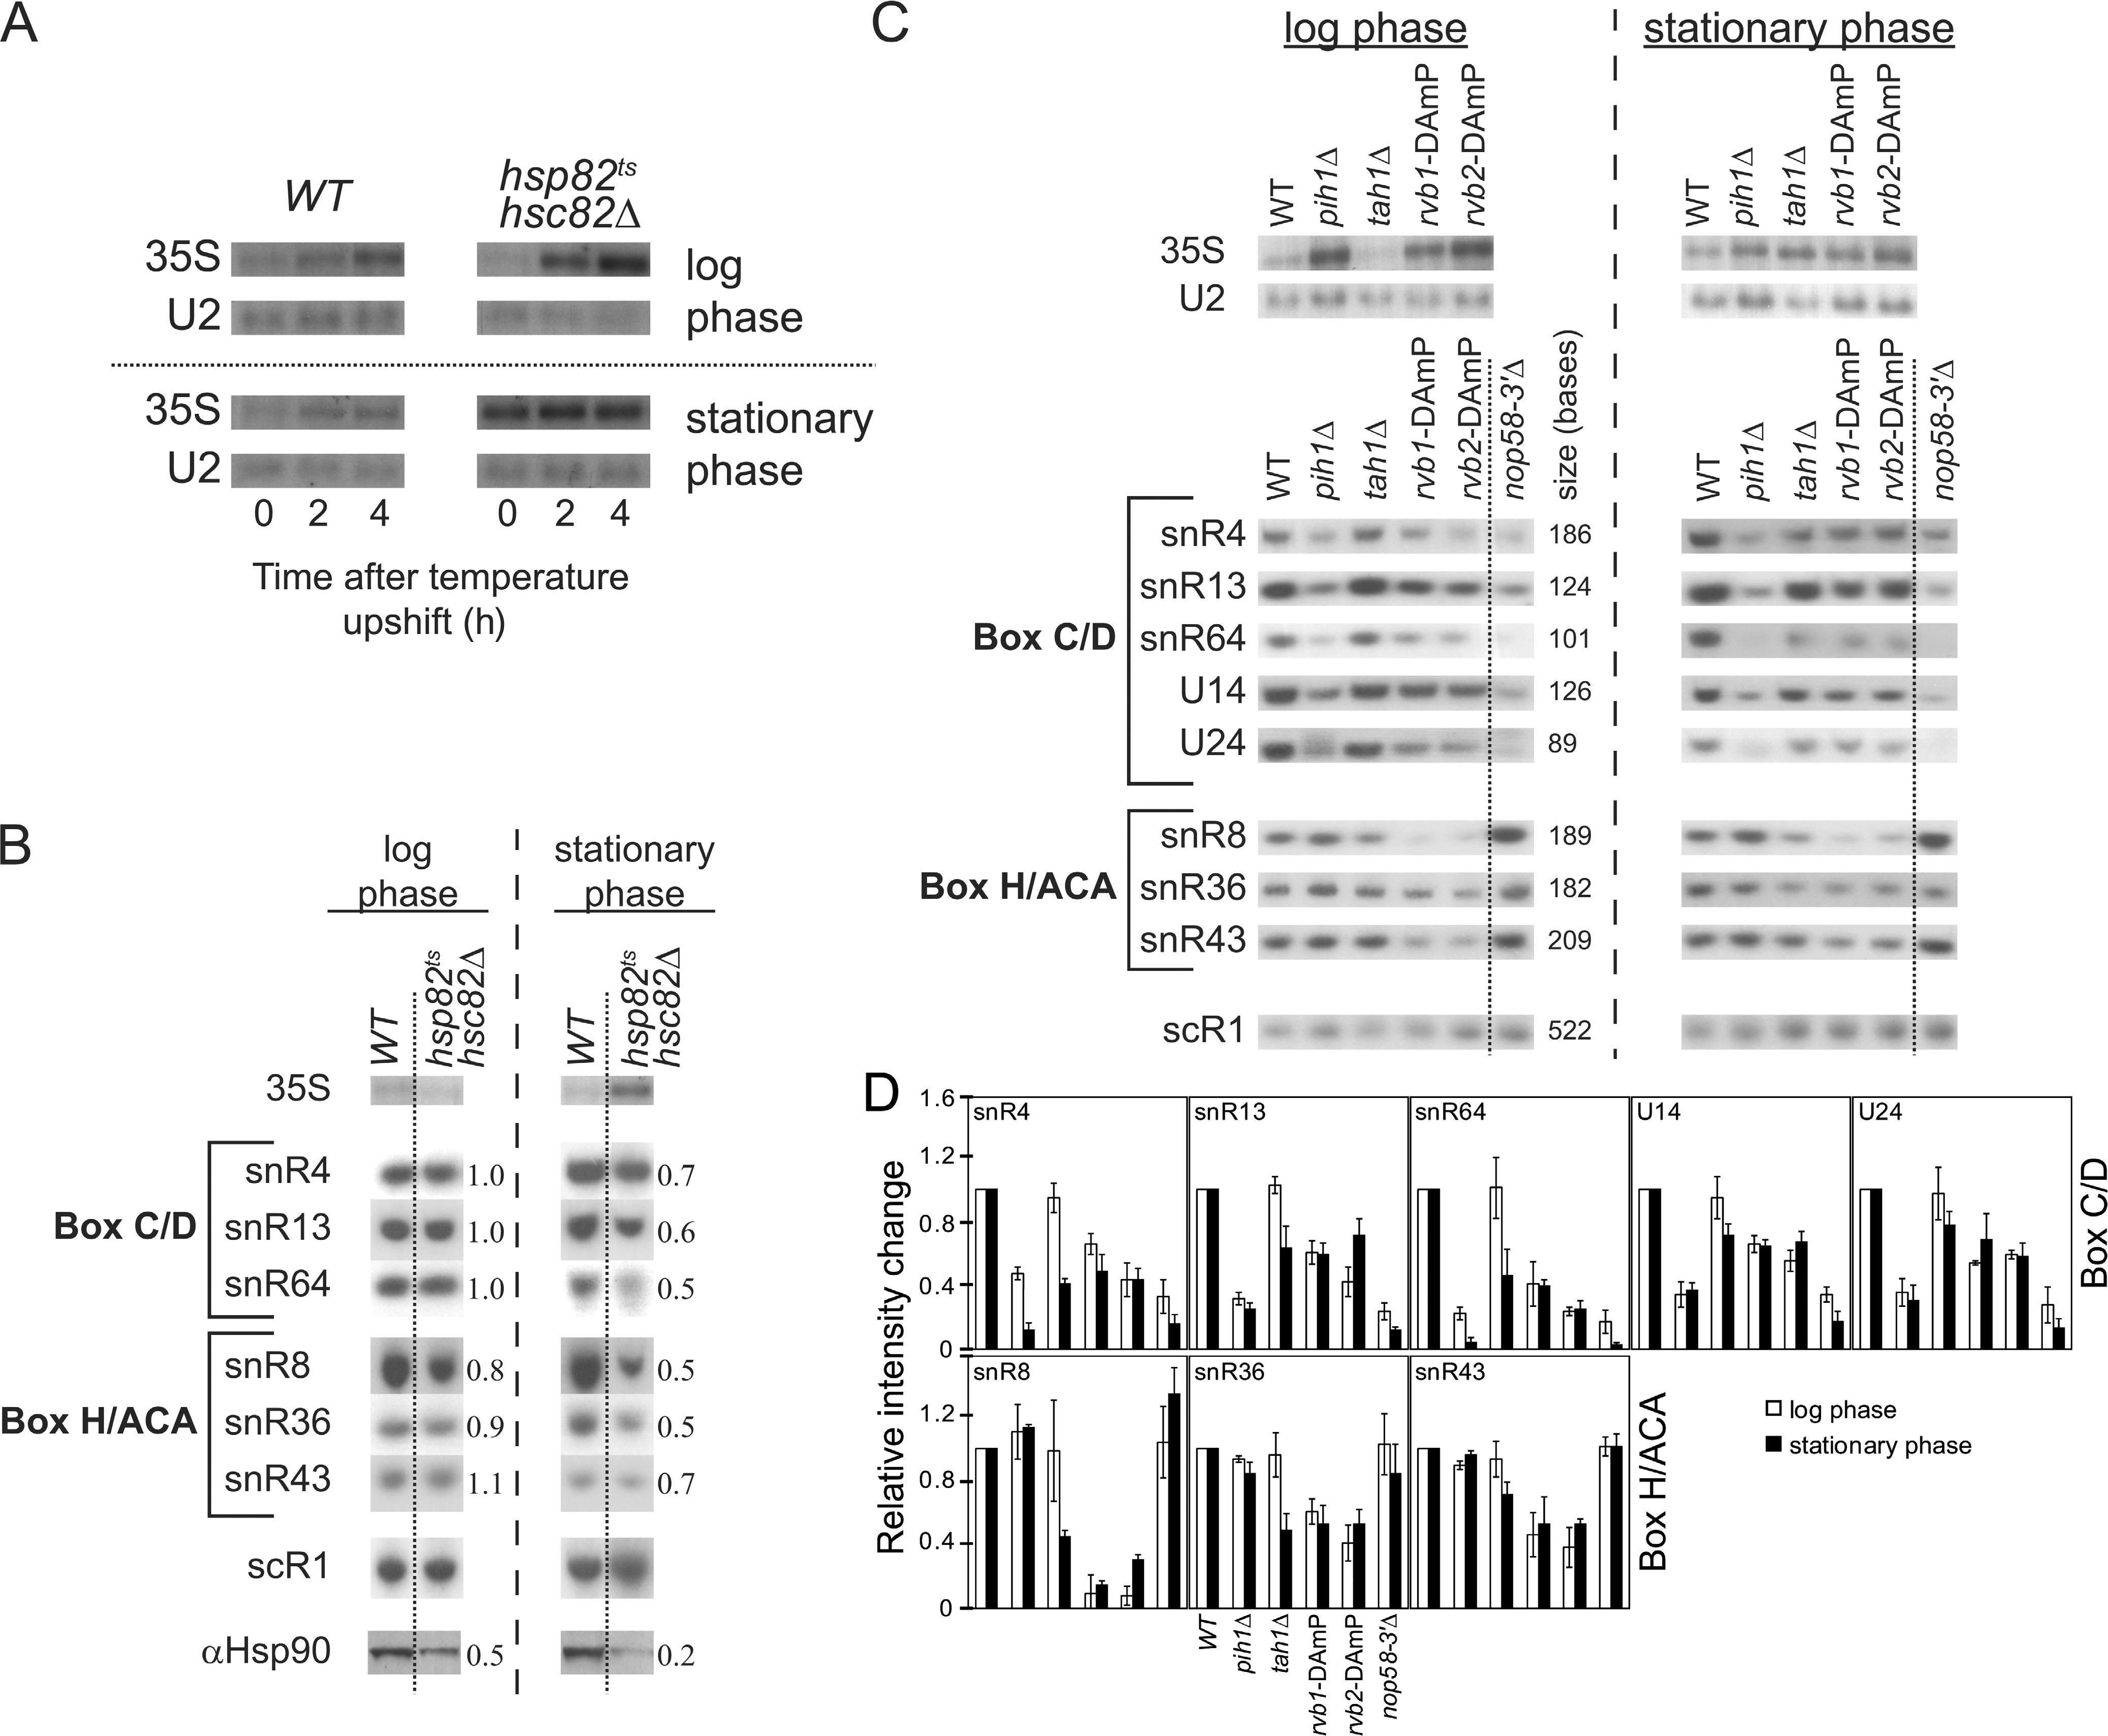 A
WT
hsp82ts
hsc82Δ
35S
log
U2
phase
35S
stationary
U2
phase
0 2 4 0 2 4
Time after temperature
upshift (h)
B
log
phase
stationary
phase
WT
hsp82ts
hsc82Δ
WT
hsp82ts
hsc82Δ
35S
Box C/D
snR4 1.0 0.7
snR13 1.0 0.6
snR64 1.0 0.5
Box H/ACA
snR8 0.8 0.5
snR36 0.9 0.5
snR43 1.1 0.7
scR1
αHsp90 0.5 0.2
C
log phase
stationary phase
WT
pih1Δ
tah1Δ
rvb1-DAmP
rvb2-DAmP
WT
pih1Δ
tah1Δ
rvb1-DAmP
rvb2-DAmP
35S
U2
WT
pih1Δ
tah1Δ
rvb1-DAmP
rvb2-DAmP
nop58-3'Δ
size (bases)
WT
pih1Δ
tah1Δ
rvb1-DAmP
rvb2-DAmP
nop58-3'Δ
Box C/D
snR4 186
snR13 124
snR64 101
U14 126
U24 89
Box H/ACA
snR8 189
snR36 182
snR43 209
scR1 522
D
Relative intensity change
1.6
1.2
0.8
0.4
0
snR4
snR13
snR64
U14
U24
Box C/D
1.2
0.8
0.4
0
snR8
snR36
snR43
Box H/ACA
log phase
stationary phase
WT
pih1Δ
tah1Δ
rvb1-DAmP
rvb2-DAmP
nop58-3'Δ